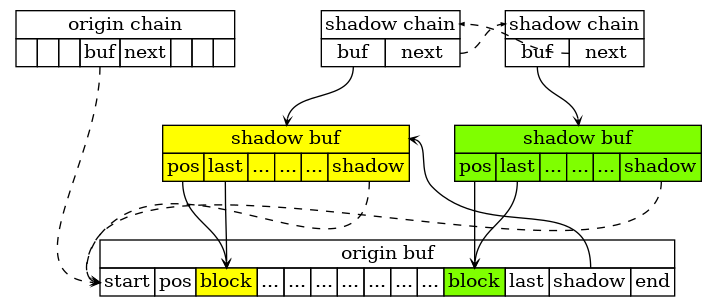 origin chain
buf next
shadow chain
buf next
shadow chain
buf next
shadow buf
pos last ... ... ... shadow
shadow buf
pos last ... ... ... shadow
origin buf
start pos block ... ... ... ... ... ... ... block last shadow end